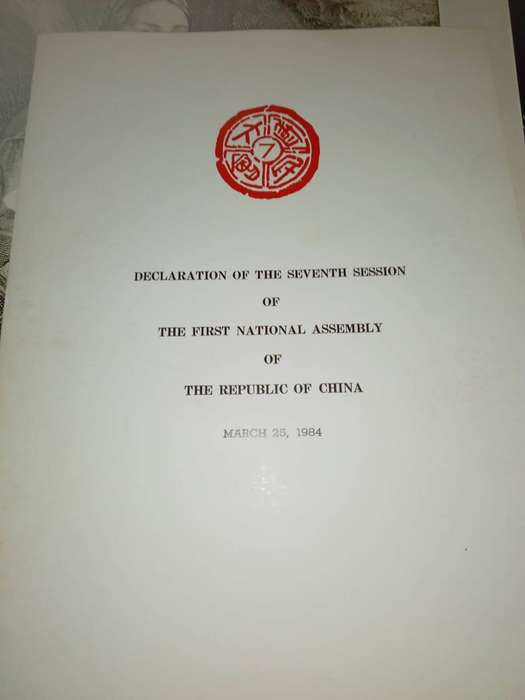 7
DECLARATION OF THE SEVENTH SESSION
OF
THE FIRST NATIONAL ASSEMBLY
OF
THE REPUBLIC OF CHINA
MARCH 25, 1984